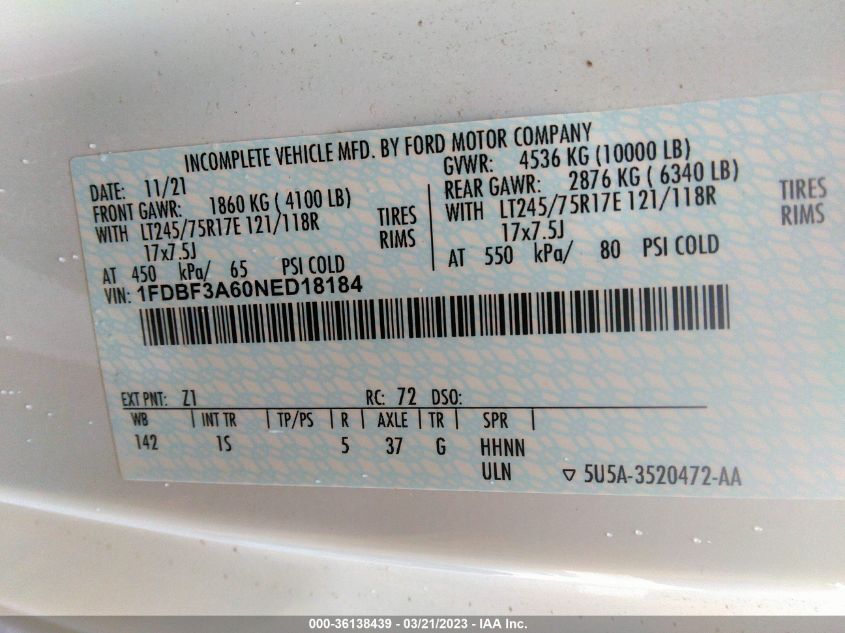 INCOMPLETE VEHICLE MFD. BY FORD MOTOR COMPANY
DATE: 11/21
GVWR: 4536 KG (10000 LB)
FRONT GAWR: 1860 KG ( 4100 LB)
REAR GAWR: 2876 KG ( 6340 LB)
WITH LT245/75R17E 121/118R TIRES
WITH LT245/75R17E 121/118R TIRES
17x7.5J RIMS
17x7.5J RIMS
AT 450 kPa/ 65 PSI COLD
AT 550 kPa/ 80 PSI COLD
VIN: 1FDBF3A60NED18184
EXT PNT: Z1 RC: 72 DSO:
WB | INT TR | TP/PS | R | AXLE | TR | SPR |
142 1S 5 37 G HHNN
ULN ▽ 5U5A-3520472-AA
000-36138439 - 03/21/2023 - IAA Inc.